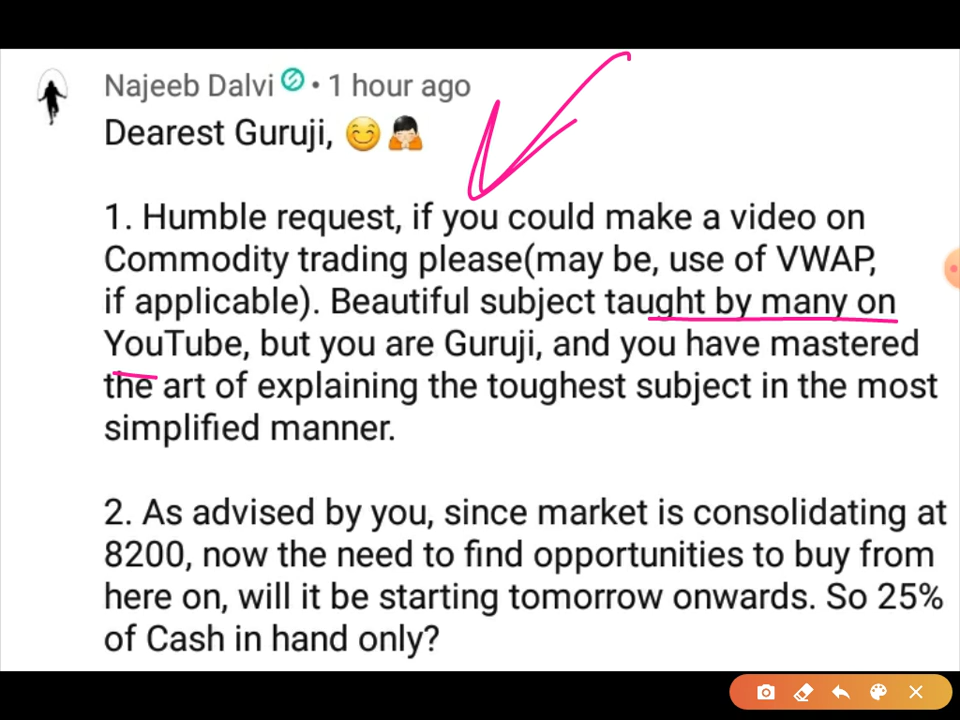 Najeeb Dalvi • 1 hour ago
Dearest Guruji, 😊 🙏
1. Humble request, if you could make a video on
Commodity trading please(may be, use of VWAP,
if applicable). Beautiful subject taught by many on
YouTube, but you are Guruji, and you have mastered
the art of explaining the toughest subject in the most
simplified manner.
2. As advised by you, since market is consolidating at
8200, now the need to find opportunities to buy from
here on, will it be starting tomorrow onwards. So 25%
of Cash in hand only?